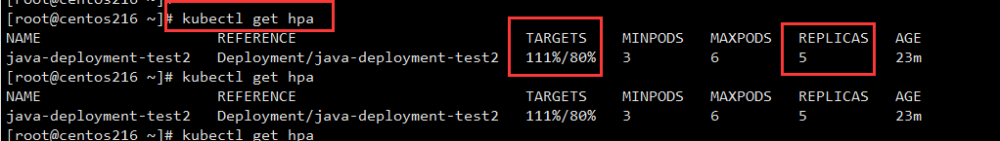 [root@centos216 ~]#
[root@centos216 ~]# kubectl get hpa
NAME REFERENCE TARGETS MINPODS MAXPODS REPLICAS AGE
java-deployment-test2 Deployment/java-deployment-test2 111%/80% 3 6 5 23m
[root@centos216 ~]# kubectl get hpa
NAME REFERENCE TARGETS MINPODS MAXPODS REPLICAS AGE
java-deployment-test2 Deployment/java-deployment-test2 111%/80% 3 6 5 23m
[root@centos216 ~]# kubectl get hpa